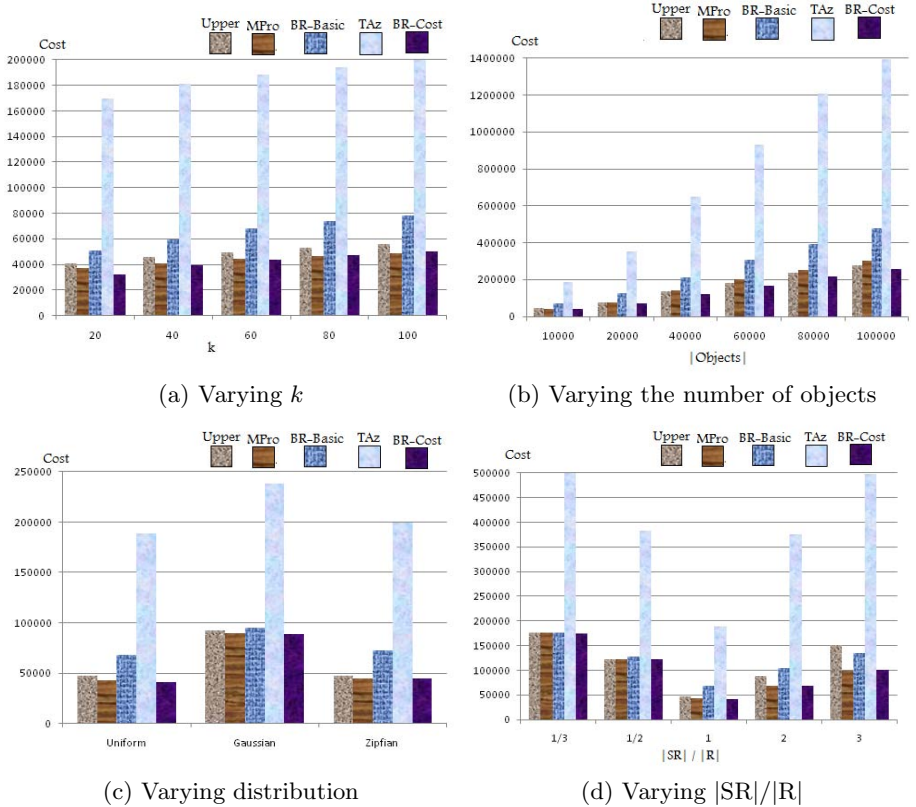 Upper MPro BR-Basic TAz BR-Cost
Cost
200000
180000
160000
140000
120000
100000
80000
60000
40000
20000
0
20 40 60 80 100
k
(a) Varying k
Upper MPro BR-Basic TAz BR-Cost
Cost
1400000
1200000
1000000
800000
600000
400000
200000
0
10000 20000 40000 60000 80000 100000
|Objects|
(b) Varying the number of objects
Upper MPro BR-Basic TAz BR-Cost
Cost
250000
200000
150000
100000
50000
0
Uniform Gaussian Zipfian
(c) Varying distribution
Upper MPro BR-Basic TAz BR-Cost
Cost
500000
450000
400000
350000
300000
250000
200000
150000
100000
50000
0
1/3 1/2 1 2 3
|SR| / |R|
(d) Varying |SR|/|R|